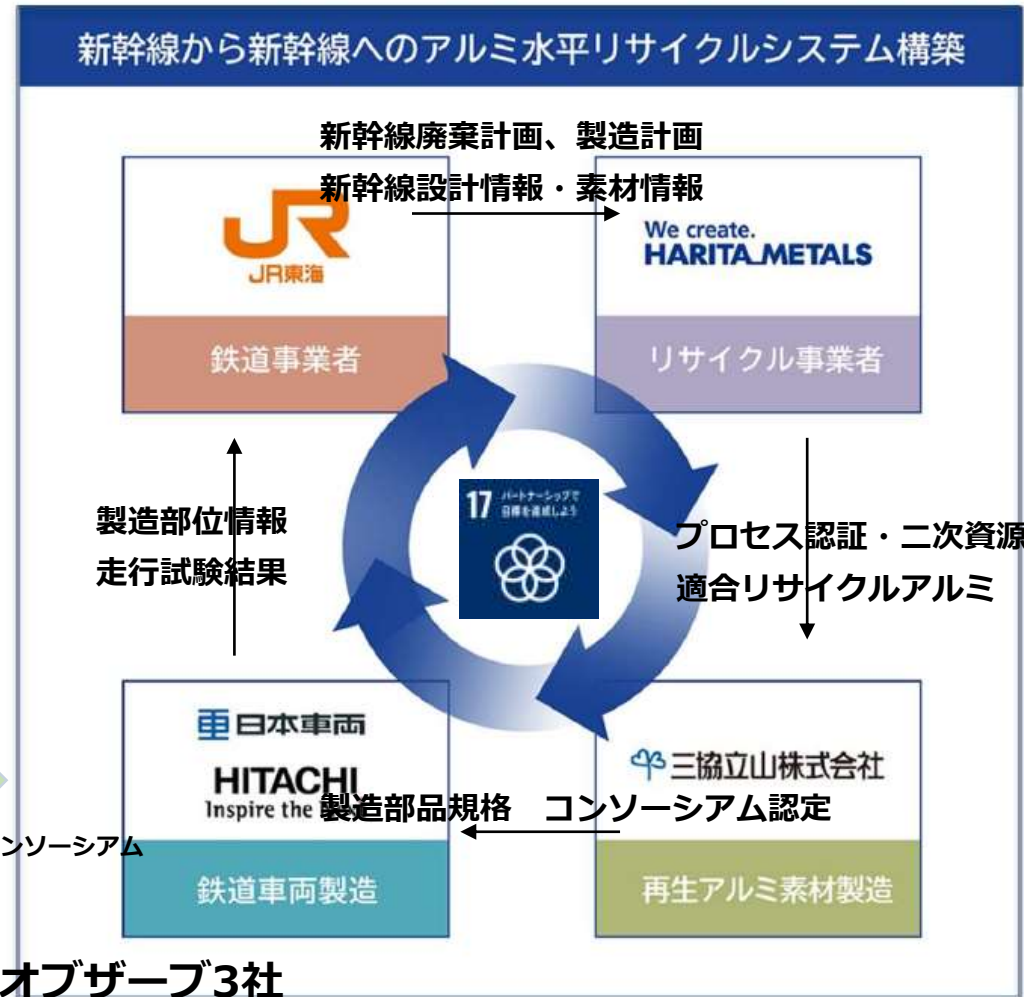 新幹線から新幹線へのアルミ水平リサイクルシステム構築
新幹線廃棄計画、製造計画
新幹線設計情報・素材情報
JR
JR東海
鉄道事業者
We create.
HARITA METALS
リサイクル事業者
製造部位情報
走行試験結果
17 パートナーシップで
目標を達成しよう
プロセス認証・二次資源
適合リサイクルアルミ
日本車両
HITACHI
Inspire the
三協立山株式会社
製造部品規格 コンソーシアム認定
ンソーシアム
鉄道車両製造
再生アルミ素材製造
オブザーブ3社